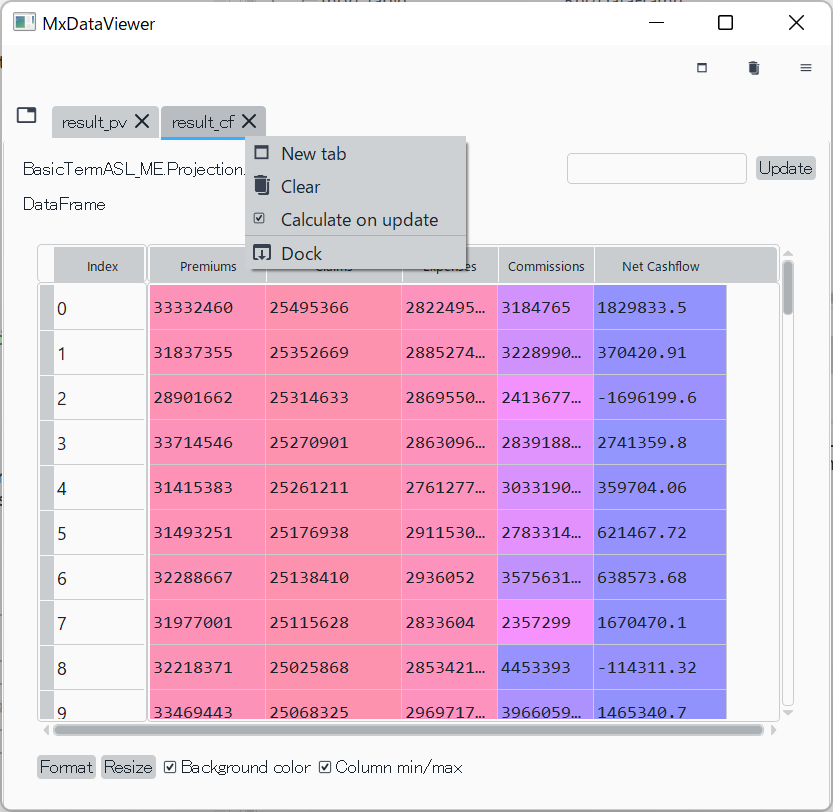 MxDataViewer
result_pv
result_cf
New tab
BasicTermASL_ME.Projection.
Update
Clear
DataFrame
Calculate on update
Dock
Index Premiums Claims Expenses Commissions Net Cashflow
0 33332460 25495366 2822495… 3184765 1829833.5
1 31837355 25352669 2885274… 3228990… 370420.91
2 28901662 25314633 2869550… 2413677… -1696199.6
3 33714546 25270901 2863096… 2839188… 2741359.8
4 31415383 25261211 2761277… 3033190… 359704.06
5 31493251 25176938 2911530… 2783314… 621467.72
6 32288667 25138410 2936052 3575631… 638573.68
7 31977001 25115628 2833604 2357299 1670470.1
8 32218371 25025868 2853421… 4453393 -114311.32
9 33469443 25068325 2969717… 3966059… 1465340.7
Format Resize Background color Column min/max